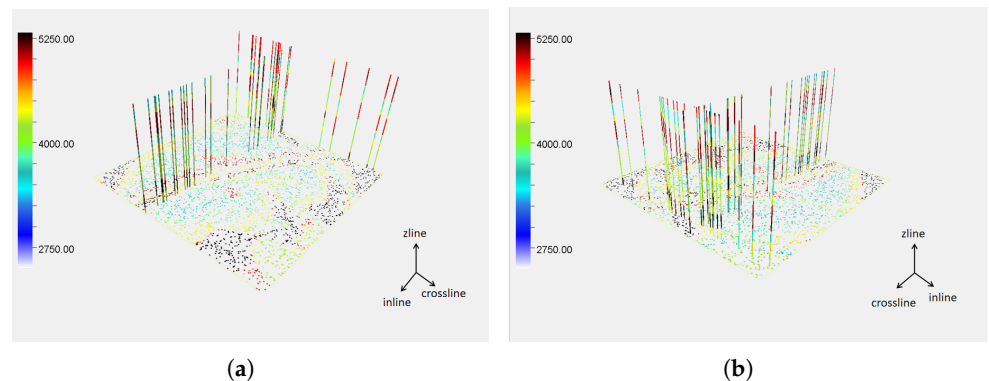 5250.00
4000.00
2750.00
zline
crossline
inline
(a)
5250.00
4000.00
2750.00
zline
crossline
inline
(b)